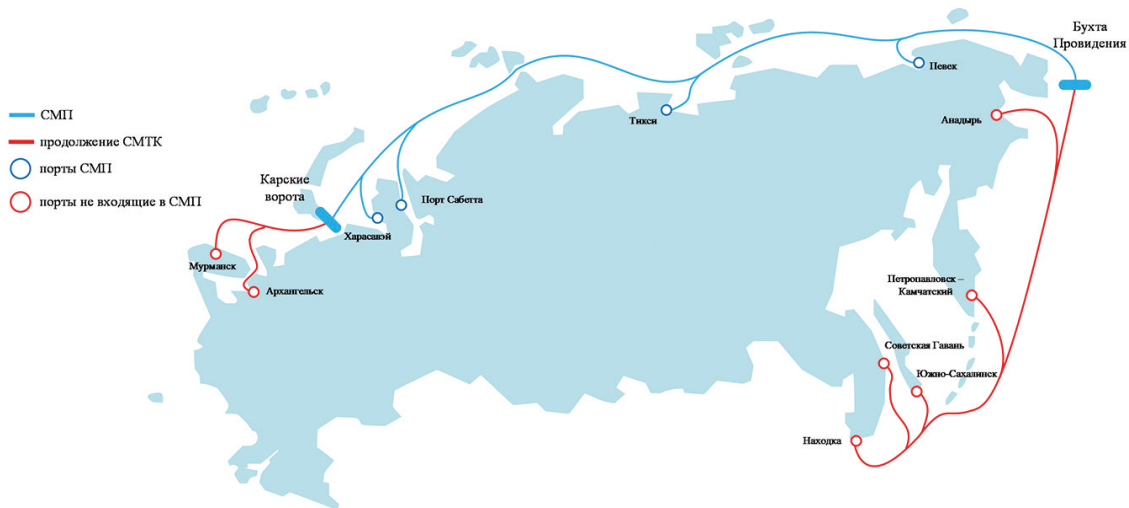 Бухта
Провидения
Певек
СМП
Тикси
Анадырь
продолжение СМТК
порты СМП
Карские
ворота
порты не входящие в СМП
Порт Сабетта
Харасавэй
Мурманск
Архангельск
Петропавловск –
Камчатский
Советская Гавань
Южно-Сахалинск
Находка